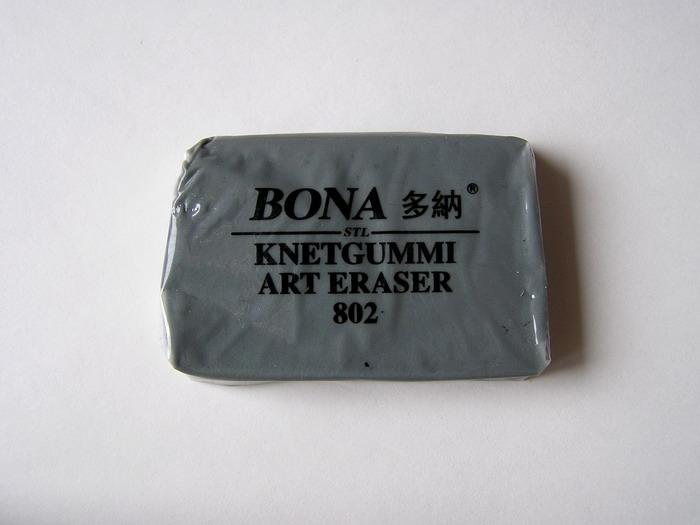 BONA 多納®
STL
KNETGUMMI
ART ERASER
802